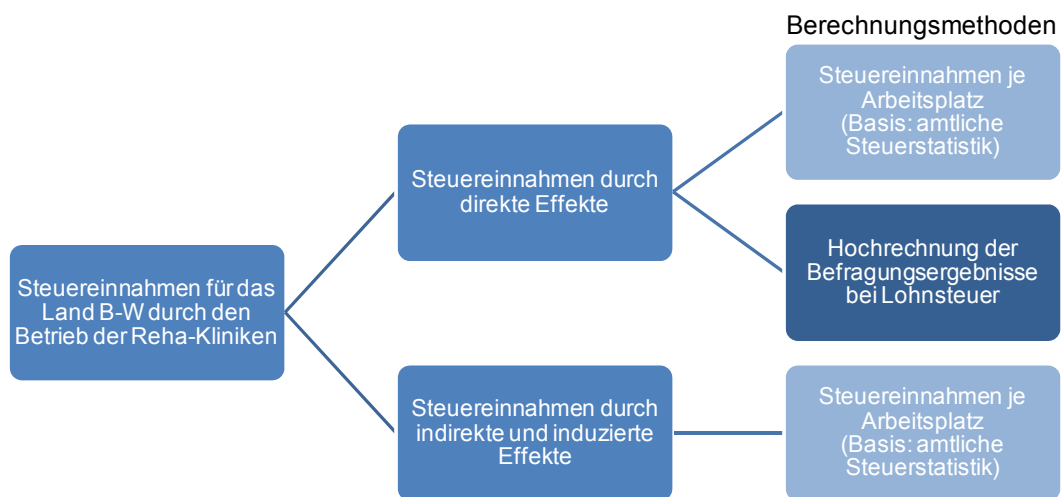 Berechnungsmethoden
Steuereinnahmen je
Arbeitsplatz
(Basis: amtliche
Steuerstatistik)
Steuereinnahmen durch
direkte Effekte
Hochrechnung der
Befragungsergebnisse
bei Lohnsteuer
Steuereinnahmen für das
Land B-W durch den
Betrieb der Reha-Kliniken
Steuereinnahmen durch
indirekte und induzierte
Effekte
Steuereinnahmen je
Arbeitsplatz
(Basis: amtliche
Steuerstatistik)